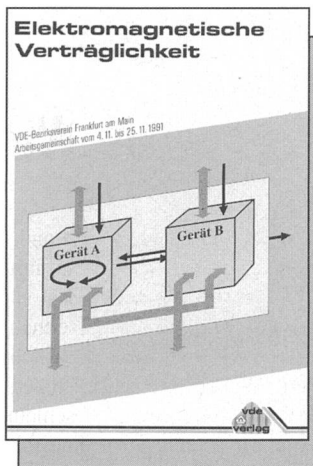 Elektromagnetische
Verträglichkeit
VDE-Bezirksverein Frankfurt am Main
Arbeitsgemeinschaft vom 4. 11. bis 25. 11. 1991
Gerät A
Gerät B
vde
verlag